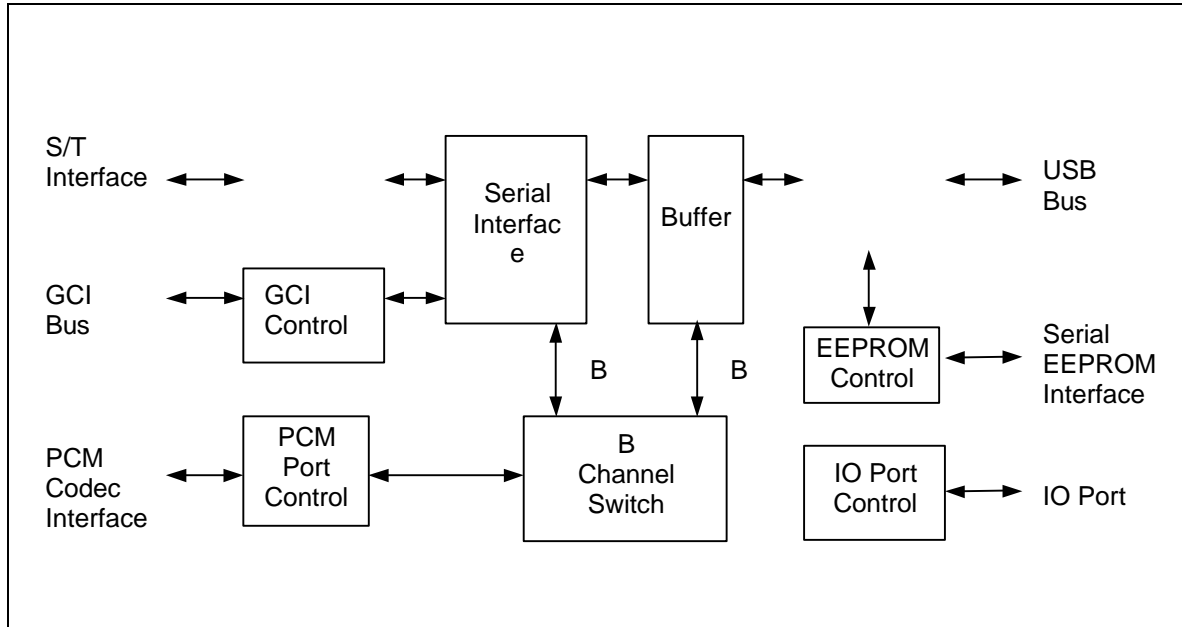 S/T
Interface
Serial
Interfac
e
Buffer
USB
Bus
GCI
Bus
GCI
Control
B
B
EEPROM
Control
Serial
EEPROM
Interface
PCM
Codec
Interface
PCM
Port
Control
B
Channel
Switch
IO Port
Control
IO Port